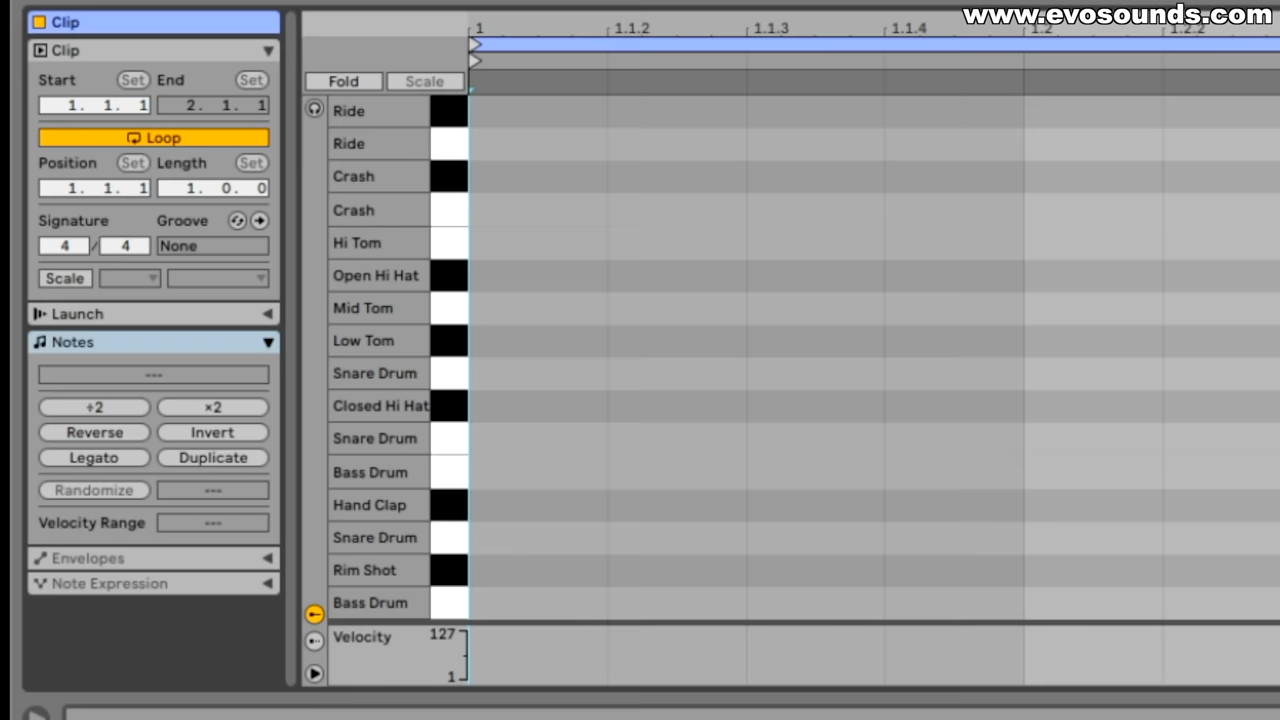 www.evosounds.com
Clip
Clip
Start Set End Set
1. 1. 1 2. 1. 1
Loop
Position Set Length Set
1. 1. 1 1. 0. 0
Signature Groove
4 / 4 None
Scale
Launch
Notes
---
÷2 ×2
Reverse Invert
Legato Duplicate
Randomize ---
Velocity Range ---
Envelopes
Note Expression
1 1.1.2 1.1.3 1.1.4 1.2 1.2.2
Fold Scale
Ride
Ride
Crash
Crash
Hi Tom
Open Hi Hat
Mid Tom
Low Tom
Snare Drum
Closed Hi Hat
Snare Drum
Bass Drum
Hand Clap
Snare Drum
Rim Shot
Bass Drum
Velocity 127
1